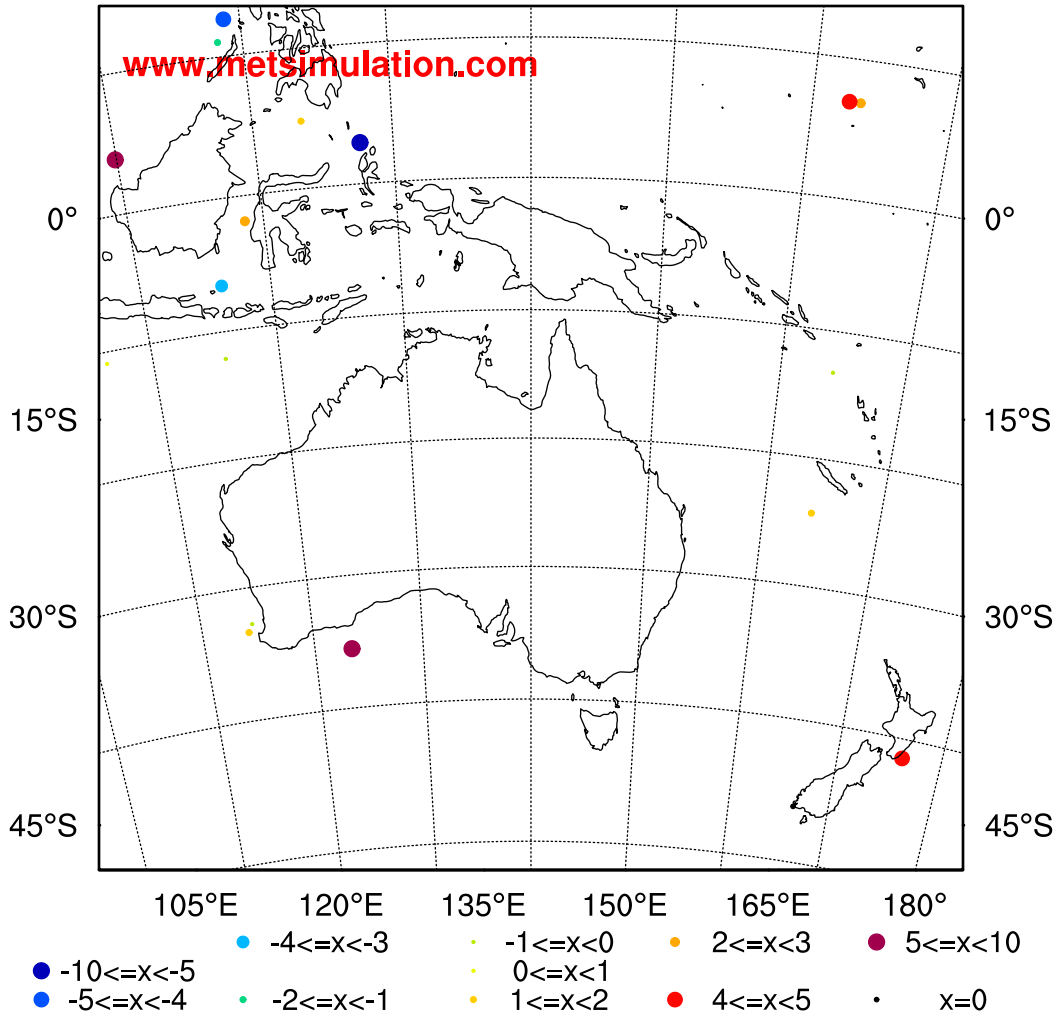 www.metsimulation.com
0° 0°
15°S 15°S
30°S 30°S
45°S 45°S
105°E 120°E 135°E 150°E 165°E 180°
-4<=x<-3 -1<=x<0 2<=x<3 5<=x<10
-10<=x<-5 0<=x<1
-5<=x<-4 -2<=x<-1 1<=x<2 4<=x<5 x=0